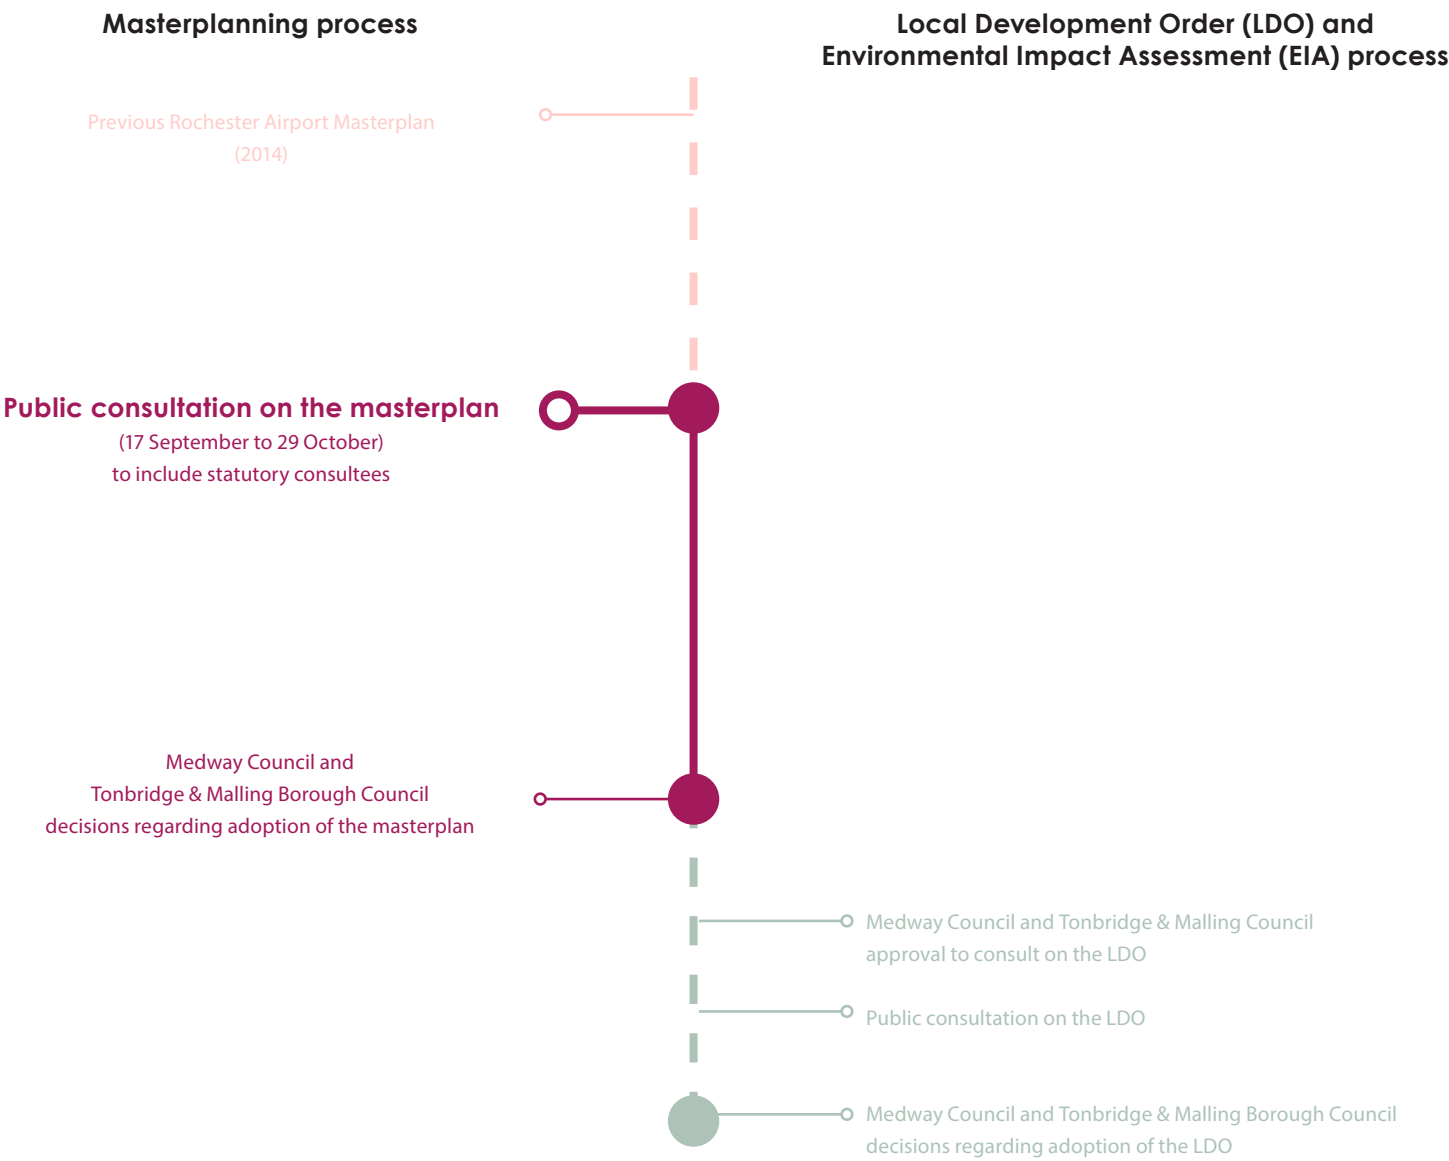 Masterplanning process
Local Development Order (LDO) and
Environmental Impact Assessment (EIA) process
Previous Rochester Airport Masterplan
(2014)
Public consultation on the masterplan
(17 September to 29 October)
to include statutory consultees
Medway Council and
Tonbridge & Malling Borough Council
decisions regarding adoption of the masterplan
Medway Council and Tonbridge & Malling Council
approval to consult on the LDO
Public consultation on the LDO
Medway Council and Tonbridge & Malling Borough Council
decisions regarding adoption of the LDO